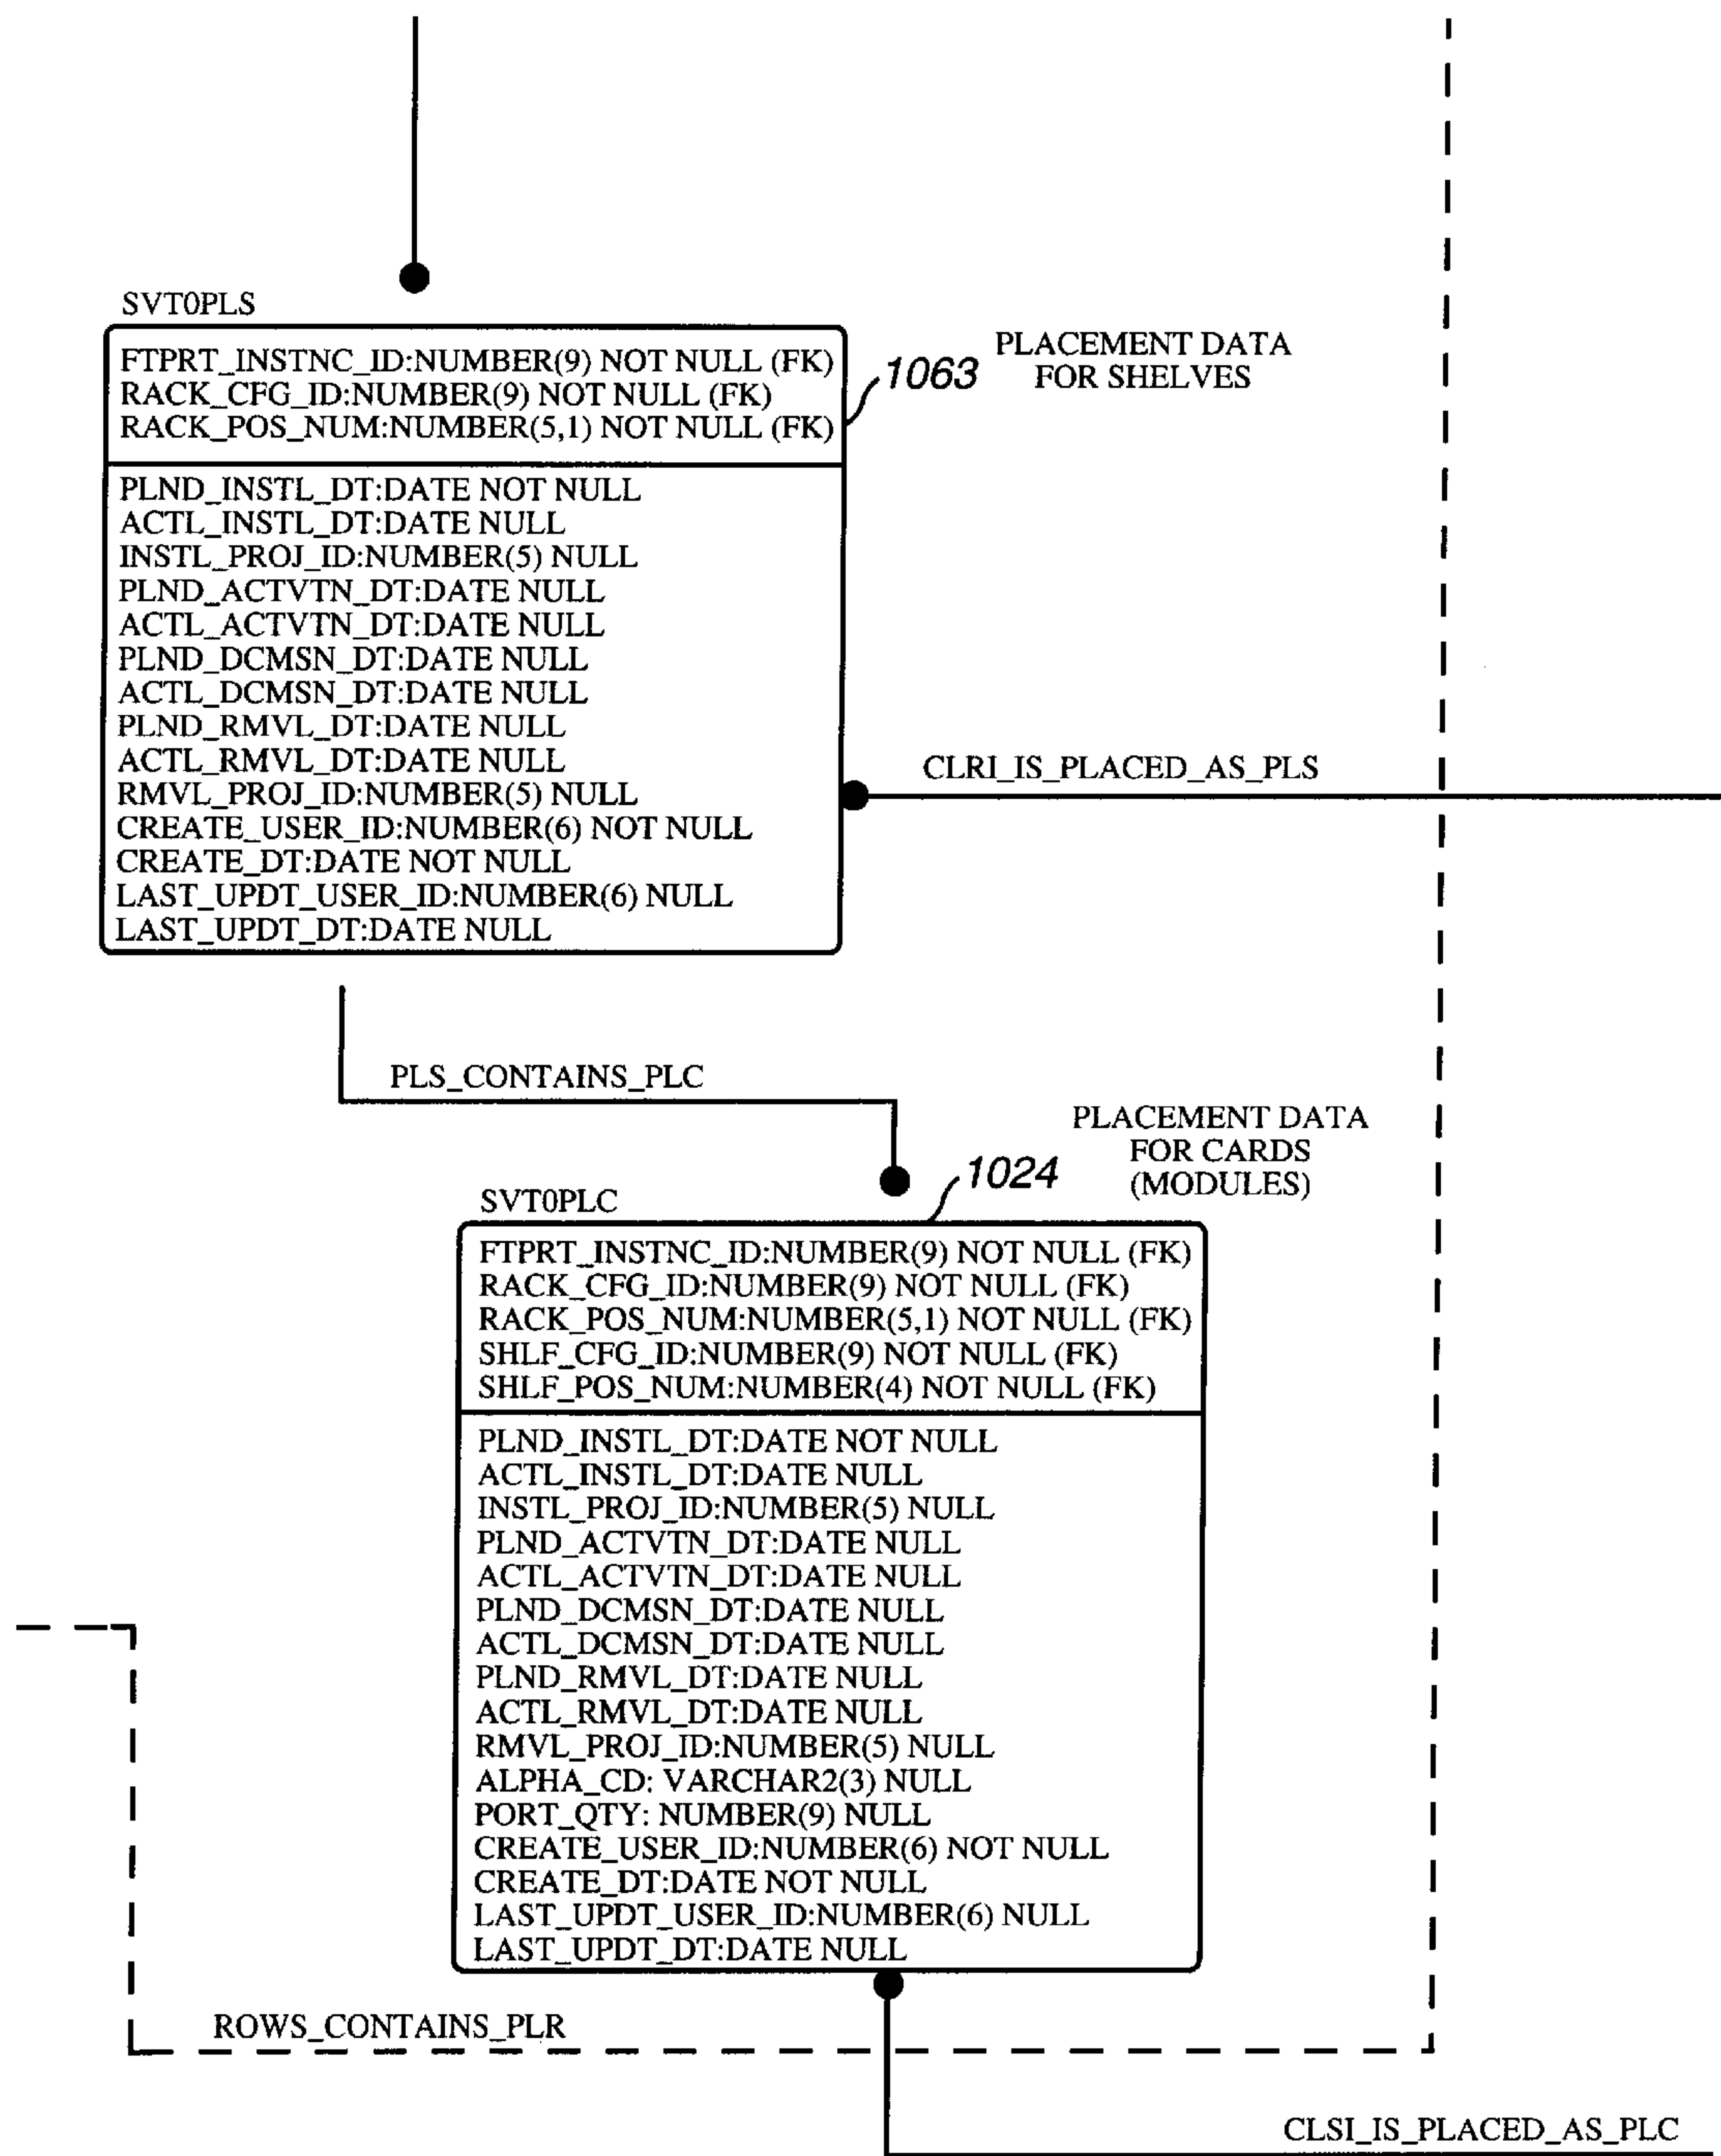 SVT0PLS
FTPRT_INSTNC_ID:NUMBER(9) NOT NULL (FK)
RACK_CFG_ID:NUMBER(9) NOT NULL (FK)
RACK_POS_NUM:NUMBER(5,1) NOT NULL (FK)
1063
PLACEMENT DATA
FOR SHELVES
PLND_INSTL_DT:DATE NOT NULL
ACTL_INSTL_DT:DATE NULL
INSTL_PROJ_ID:NUMBER(5) NULL
PLND_ACTVTN_DT:DATE NULL
ACTL_ACTVTN_DT:DATE NULL
PLND_DCMSN_DT:DATE NULL
ACTL_DCMSN_DT:DATE NULL
PLND_RMVL_DT:DATE NULL
ACTL_RMVL_DT:DATE NULL
RMVL_PROJ_ID:NUMBER(5) NULL
CREATE_USER_ID:NUMBER(6) NOT NULL
CREATE_DT:DATE NOT NULL
LAST_UPDT_USER_ID:NUMBER(6) NULL
LAST_UPDT_DT:DATE NULL
CLRI_IS_PLACED_AS_PLS
PLS_CONTAINS_PLC
PLACEMENT DATA
FOR CARDS
(MODULES)
1024
SVT0PLC
FTPRT_INSTNC_ID:NUMBER(9) NOT NULL (FK)
RACK_CFG_ID:NUMBER(9) NOT NULL (FK)
RACK_POS_NUM:NUMBER(5,1) NOT NULL (FK)
SHLF_CFG_ID:NUMBER(9) NOT NULL (FK)
SHLF_POS_NUM:NUMBER(4) NOT NULL (FK)
PLND_INSTL_DT:DATE NOT NULL
ACTL_INSTL_DT:DATE NULL
INSTL_PROJ_ID:NUMBER(5) NULL
PLND_ACTVTN_DT:DATE NULL
ACTL_ACTVTN_DT:DATE NULL
PLND_DCMSN_DT:DATE NULL
ACTL_DCMSN_DT:DATE NULL
PLND_RMVL_DT:DATE NULL
ACTL_RMVL_DT:DATE NULL
RMVL_PROJ_ID:NUMBER(5) NULL
ALPHA_CD: VARCHAR2(3) NULL
PORT_QTY: NUMBER(9) NULL
CREATE_USER_ID:NUMBER(6) NOT NULL
CREATE_DT:DATE NOT NULL
LAST_UPDT_USER_ID:NUMBER(6) NULL
LAST_UPDT_DT:DATE NULL
ROWS_CONTAINS_PLR
CLSI_IS_PLACED_AS_PLC